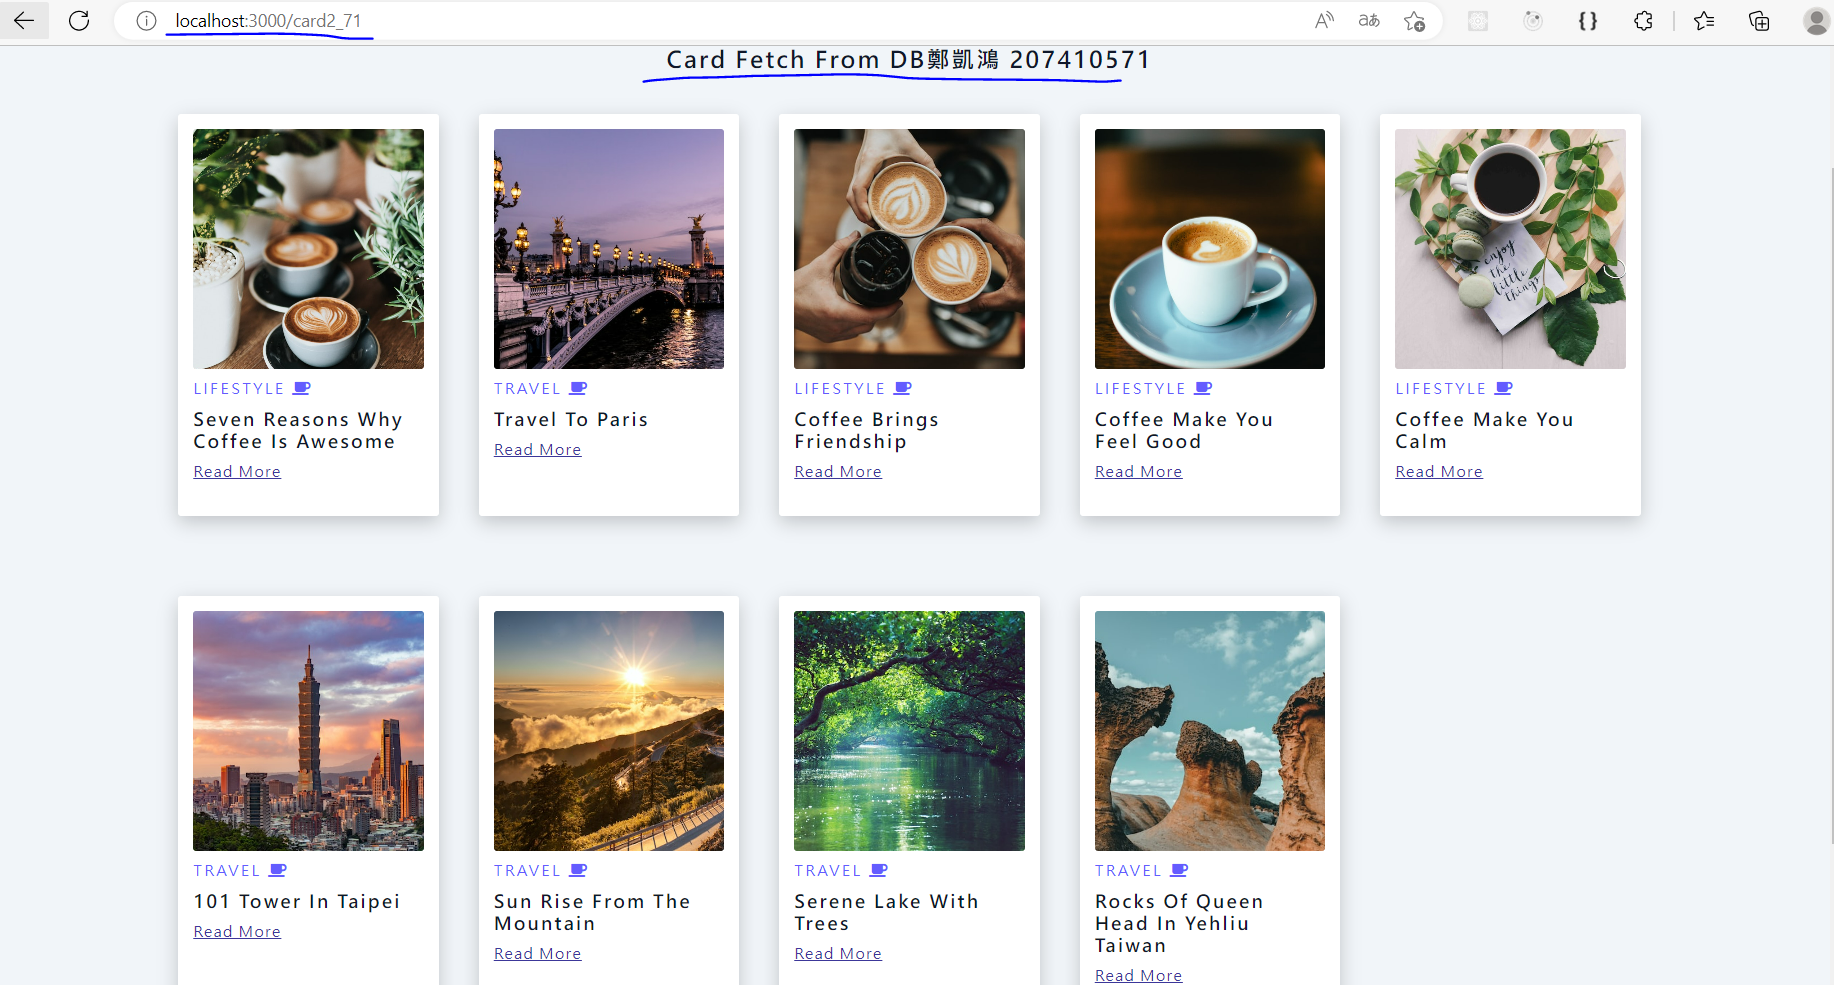 localhost:3000/card2_71
Card Fetch From DB鄭凱鴻 207410571
enjoy
the
little
things
LIFESTYLE
Seven Reasons Why
Coffee Is Awesome
Read More
TRAVEL
Travel To Paris
Read More
LIFESTYLE
Coffee Brings
Friendship
Read More
LIFESTYLE
Coffee Make You
Feel Good
Read More
LIFESTYLE
Coffee Make You
Calm
Read More
TRAVEL
101 Tower In Taipei
Read More
TRAVEL
Sun Rise From The
Mountain
Read More
TRAVEL
Serene Lake With
Trees
Read More
TRAVEL
Rocks Of Queen
Head In Yehliu
Taiwan
Read More